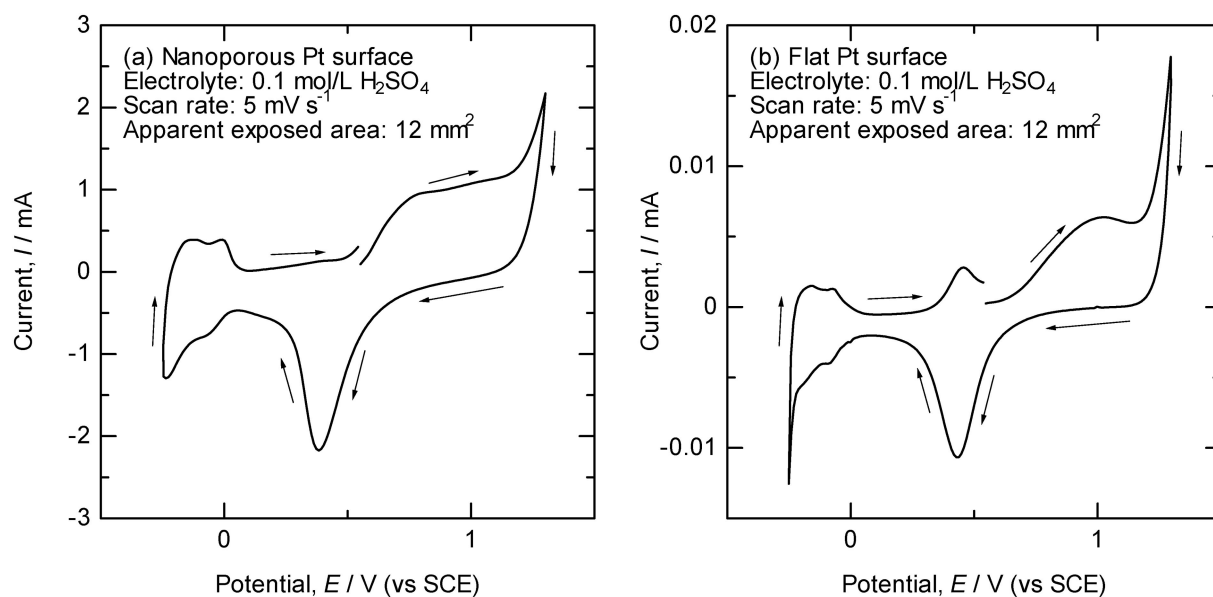 3
2
1
0
-1
-2
-3
Current, I / mA
(a) Nanoporous Pt surface
Electrolyte: 0.1 mol/L H₂SO₄
Scan rate: 5 mV s⁻¹
Apparent exposed area: 12 mm²
0
1
Potential, E / V (vs SCE)
0.02
0.01
0
-0.01
Current, I / mA
(b) Flat Pt surface
Electrolyte: 0.1 mol/L H₂SO₄
Scan rate: 5 mV s⁻¹
Apparent exposed area: 12 mm²
0
1
Potential, E / V (vs SCE)